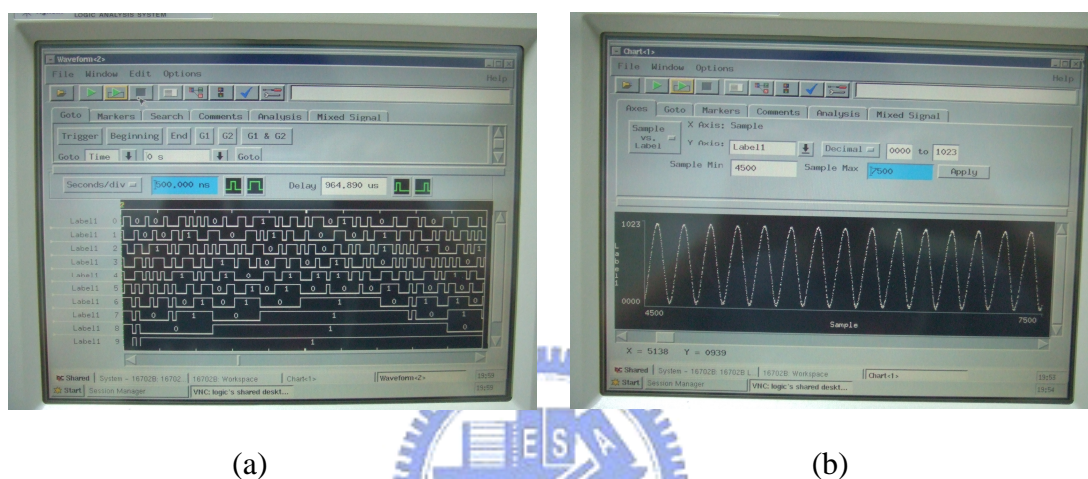 LOGIC ANALYSIS SYSTEM
Waveform<2>
File Window Edit Options Help
Goto Markers Search Comments Analysis Mixed Signal
Trigger Beginning End G1 G2 G1 & G2
Goto Time 0 s Goto
Seconds/div 500.000 ns Delay 964.890 us
Label1 0
Label1 1
Label1 2
Label1 3
Label1 4
Label1 5
Label1 6
Label1 7
Label1 8
Label1 9
Shared System - 16702B: 16702 16702B: Workspace Chart<1> Waveform<2>
Start Session Manager VNC: logic's shared deskt...
(a)
Chart<1>
File Window Options Help
Axes Goto Markers Comments Analysis Mixed Signal
Sample vs. Label
X Axis: Sample
Y Axis: Label1 Decimal 0000 to 1023
Sample Min 4500 Sample Max 7500 Apply
1023
Label1
0000
4500 Sample 7500
X = 5138 Y = 0939
Shared System - 16702B: 16702B L 16702B: Workspace Chart<1>
Start Session Manager VNC: logic's shared deskt...
(b)
ESA